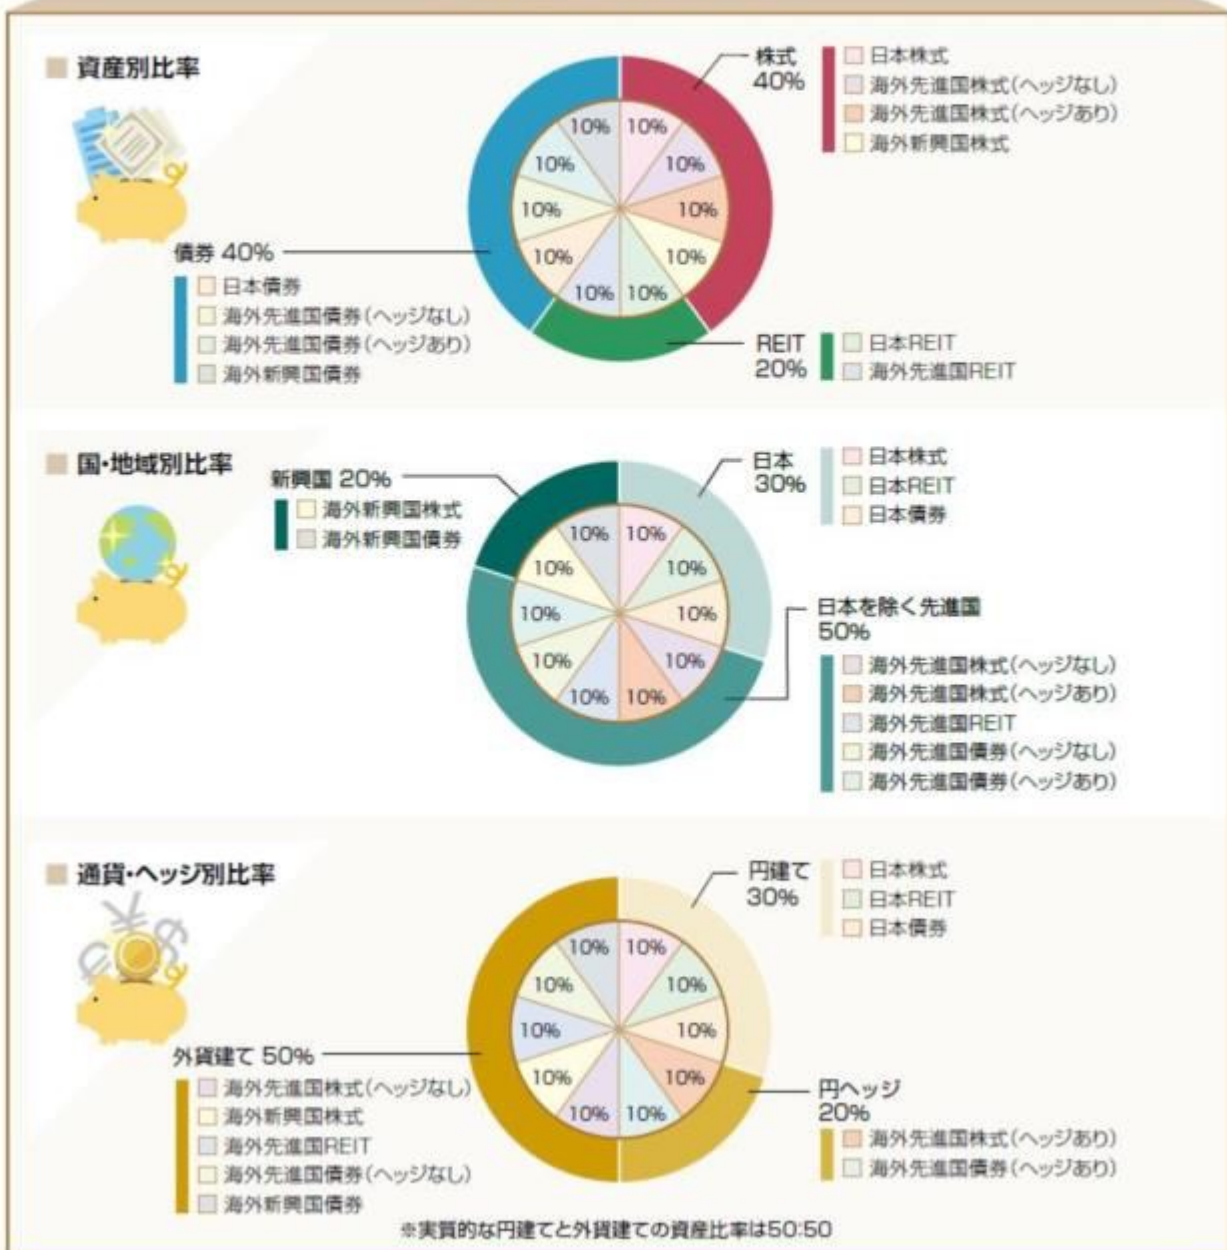 資産別比率
株式
40%
日本株式
海外先進国株式(ヘッジなし)
海外先進国株式(ヘッジあり)
海外新興国株式
10% 10%
10% 10%
10% 10%
10% 10%
10% 10%
債券 40%
日本債券
海外先進国債券(ヘッジなし)
海外先進国債券(ヘッジあり)
海外新興国債券
REIT
20%
日本REIT
海外先進国REIT
国・地域別比率
新興国 20%
海外新興国株式
海外新興国債券
日本
30%
日本株式
日本REIT
日本債券
10% 10%
10% 10%
10% 10%
10% 10%
10% 10%
日本を除く先進国
50%
海外先進国株式(ヘッジなし)
海外先進国株式(ヘッジあり)
海外先進国REIT
海外先進国債券(ヘッジなし)
海外先進国債券(ヘッジあり)
通貨・ヘッジ別比率
¥€$
円建て
30%
日本株式
日本REIT
日本債券
10% 10%
10% 10%
10% 10%
10% 10%
10% 10%
外貨建て 50%
海外先進国株式(ヘッジなし)
海外新興国株式
海外先進国REIT
海外先進国債券(ヘッジなし)
海外新興国債券
円ヘッジ
20%
海外先進国株式(ヘッジあり)
海外先進国債券(ヘッジあり)
※実質的な円建てと外貨建ての資産比率は50:50